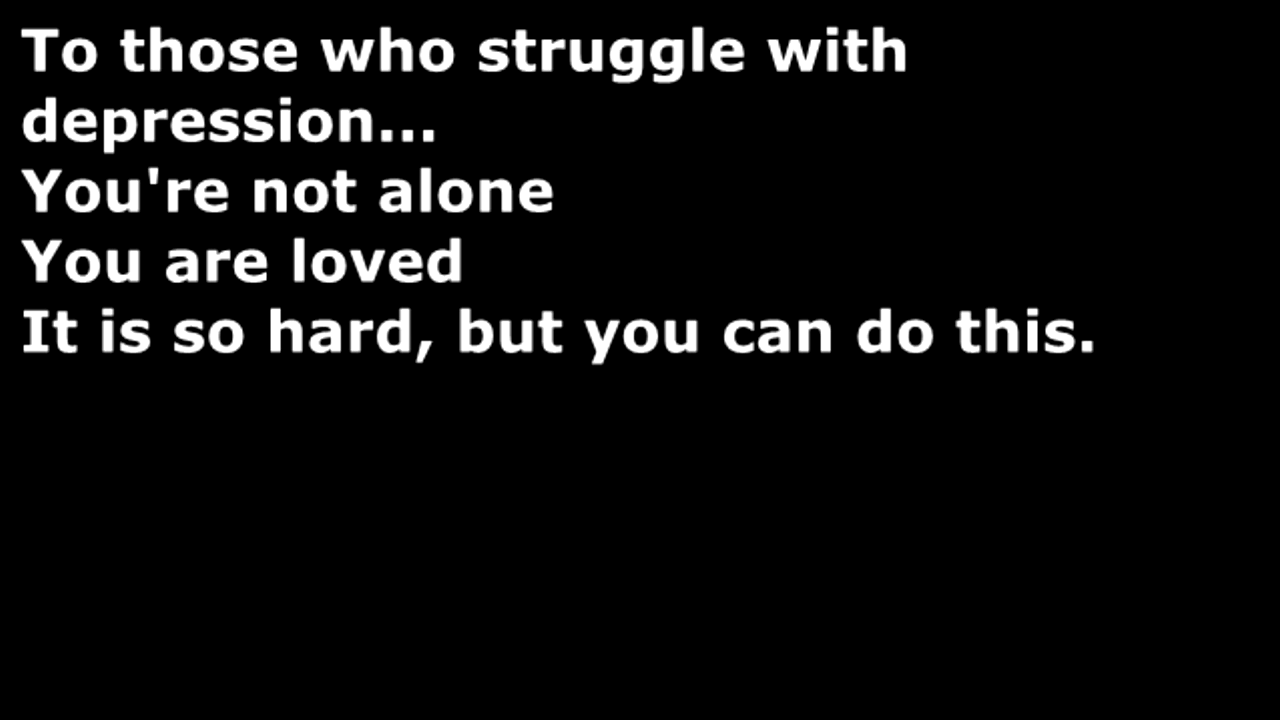 To those who struggle with
depression...
You're not alone
You are loved
It is so hard, but you can do this.